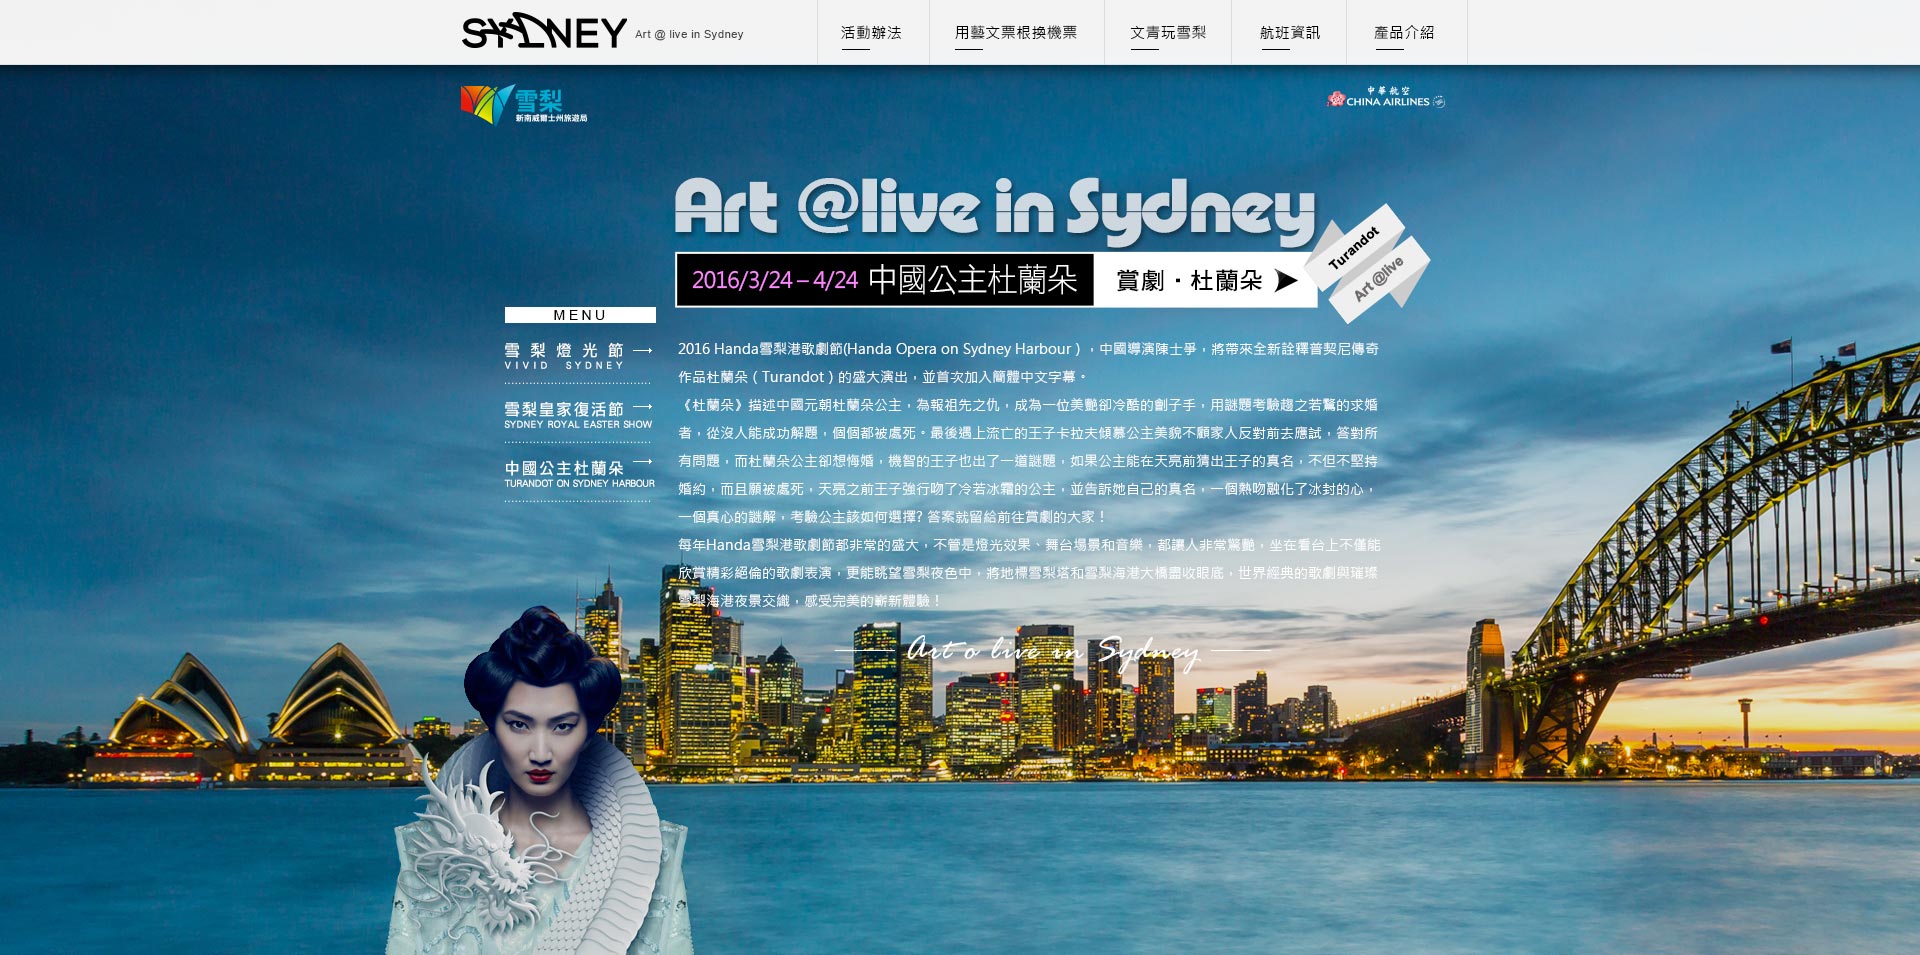 SYDNEY Art @ live in Sydney
活動辦法 用藝文票根換機票 文青玩雪梨 航班資訊 產品介紹
雪梨
新南威爾士州旅遊局
中華航空
CHINA AIRLINES
Art @live in Sydney
2016/3/24 – 4/24 中國公主杜蘭朵 賞劇・杜蘭朵
Turandot
Art @live
MENU
雪梨燈光節
VIVID SYDNEY
雪梨皇家復活節
SYDNEY ROYAL EASTER SHOW
中國公主杜蘭朵
TURANDOT ON SYDNEY HARBOUR
2016 Handa雪梨港歌劇節(Handa Opera on Sydney Harbour )，中國導演陳士爭，將帶來全新詮釋普契尼傳奇
作品杜蘭朵 ( Turandot ) 的盛大演出，並首次加入簡體中文字幕。
《杜蘭朵》描述中國元朝杜蘭朵公主，為報祖先之仇，成為一位美艷卻冷酷的劊子手，用謎題考驗趨之若鶩的求婚
者，從沒人能成功解題，個個都被處死。最後遇上流亡的王子卡拉夫傾慕公主美貌不顧家人反對前去應試，答對所
有問題，而杜蘭朵公主卻想悔婚，機智的王子也出了一道謎題，如果公主能在天亮前猜出王子的真名，不但不堅持
婚約，而且願被處死，天亮之前王子強行吻了冷若冰霜的公主，並告訴她自己的真名，一個熱吻融化了冰封的心，
一個真心的謎解，考驗公主該如何選擇? 答案就留給前往賞劇的大家！
每年Handa雪梨港歌劇節都非常的盛大，不管是燈光效果、舞台場景和音樂，都讓人非常驚艷，坐在看台上不僅能
欣賞精彩絕倫的歌劇表演，更能眺望雪梨夜色中，將地標雪梨塔和雪梨海港大橋盡收眼底，世界經典的歌劇與璀璨
雪梨海港夜景交織，感受完美的嶄新體驗！
Art o live in Sydney